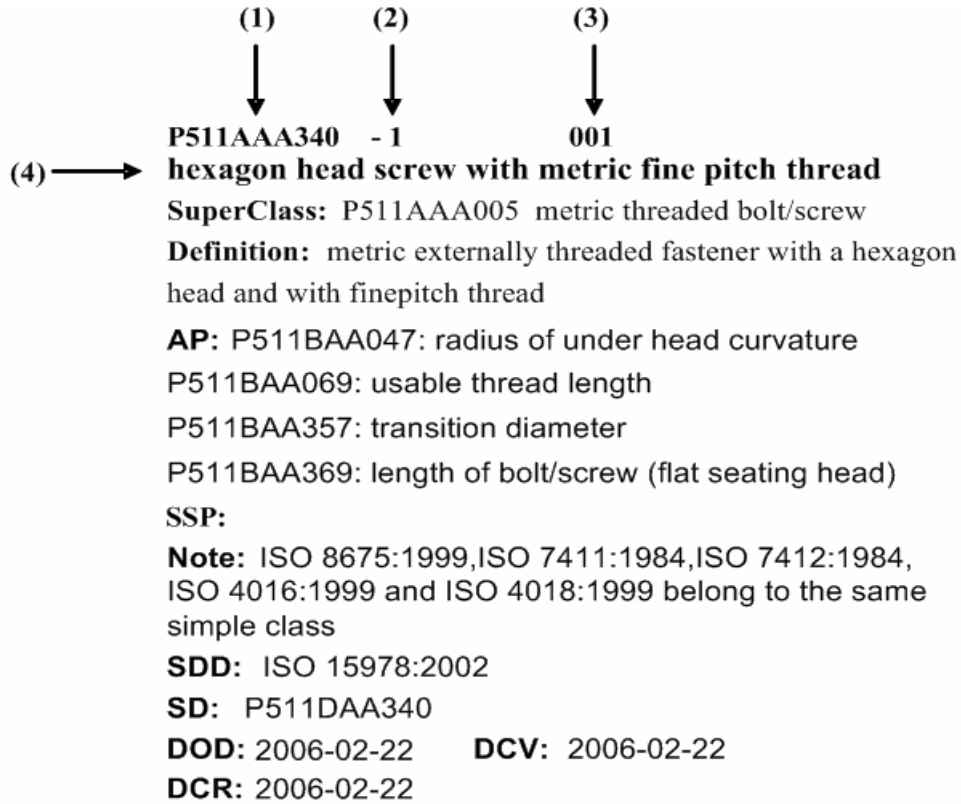 (1) (2) (3)
P511AAA340 - 1 001
(4) hexagon head screw with metric fine pitch thread
SuperClass: P511AAA005 metric threaded bolt/screw
Definition: metric externally threaded fastener with a hexagon
head and with finepitch thread
AP: P511BAA047: radius of under head curvature
P511BAA069: usable thread length
P511BAA357: transition diameter
P511BAA369: length of bolt/screw (flat seating head)
SSP:
Note: ISO 8675:1999,ISO 7411:1984,ISO 7412:1984,
ISO 4016:1999 and ISO 4018:1999 belong to the same
simple class
SDD: ISO 15978:2002
SD: P511DAA340
DOD: 2006-02-22 DCV: 2006-02-22
DCR: 2006-02-22